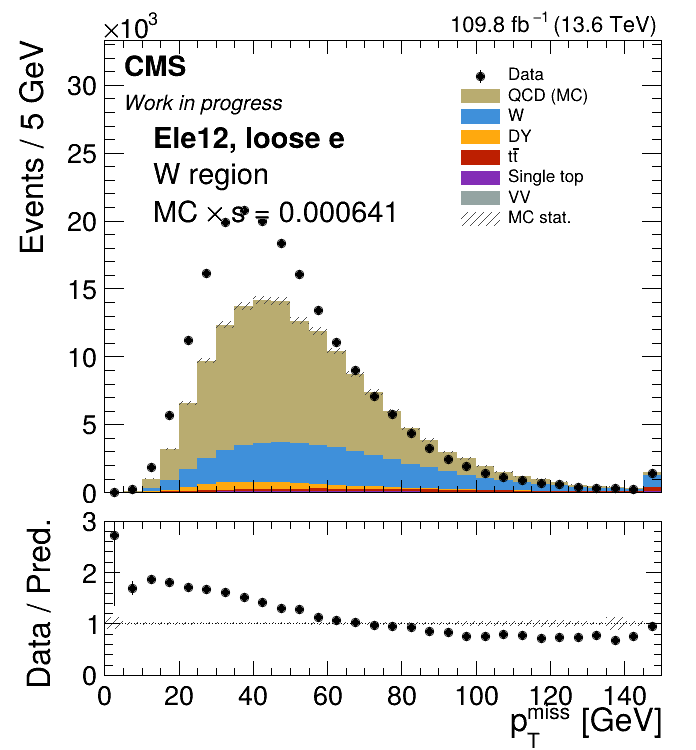 ×10³
109.8 fb⁻¹ (13.6 TeV)
Events / 5 GeV
CMS
Work in progress
Ele12, loose e
W region
MC × s = 0.000641
Data
QCD (MC)
W
DY
tt̄
Single top
VV
MC stat.
30
25
20
15
10
5
0
Data / Pred.
3
2
1
0
0 20 40 60 80 100 120 140
p_T^miss [GeV]